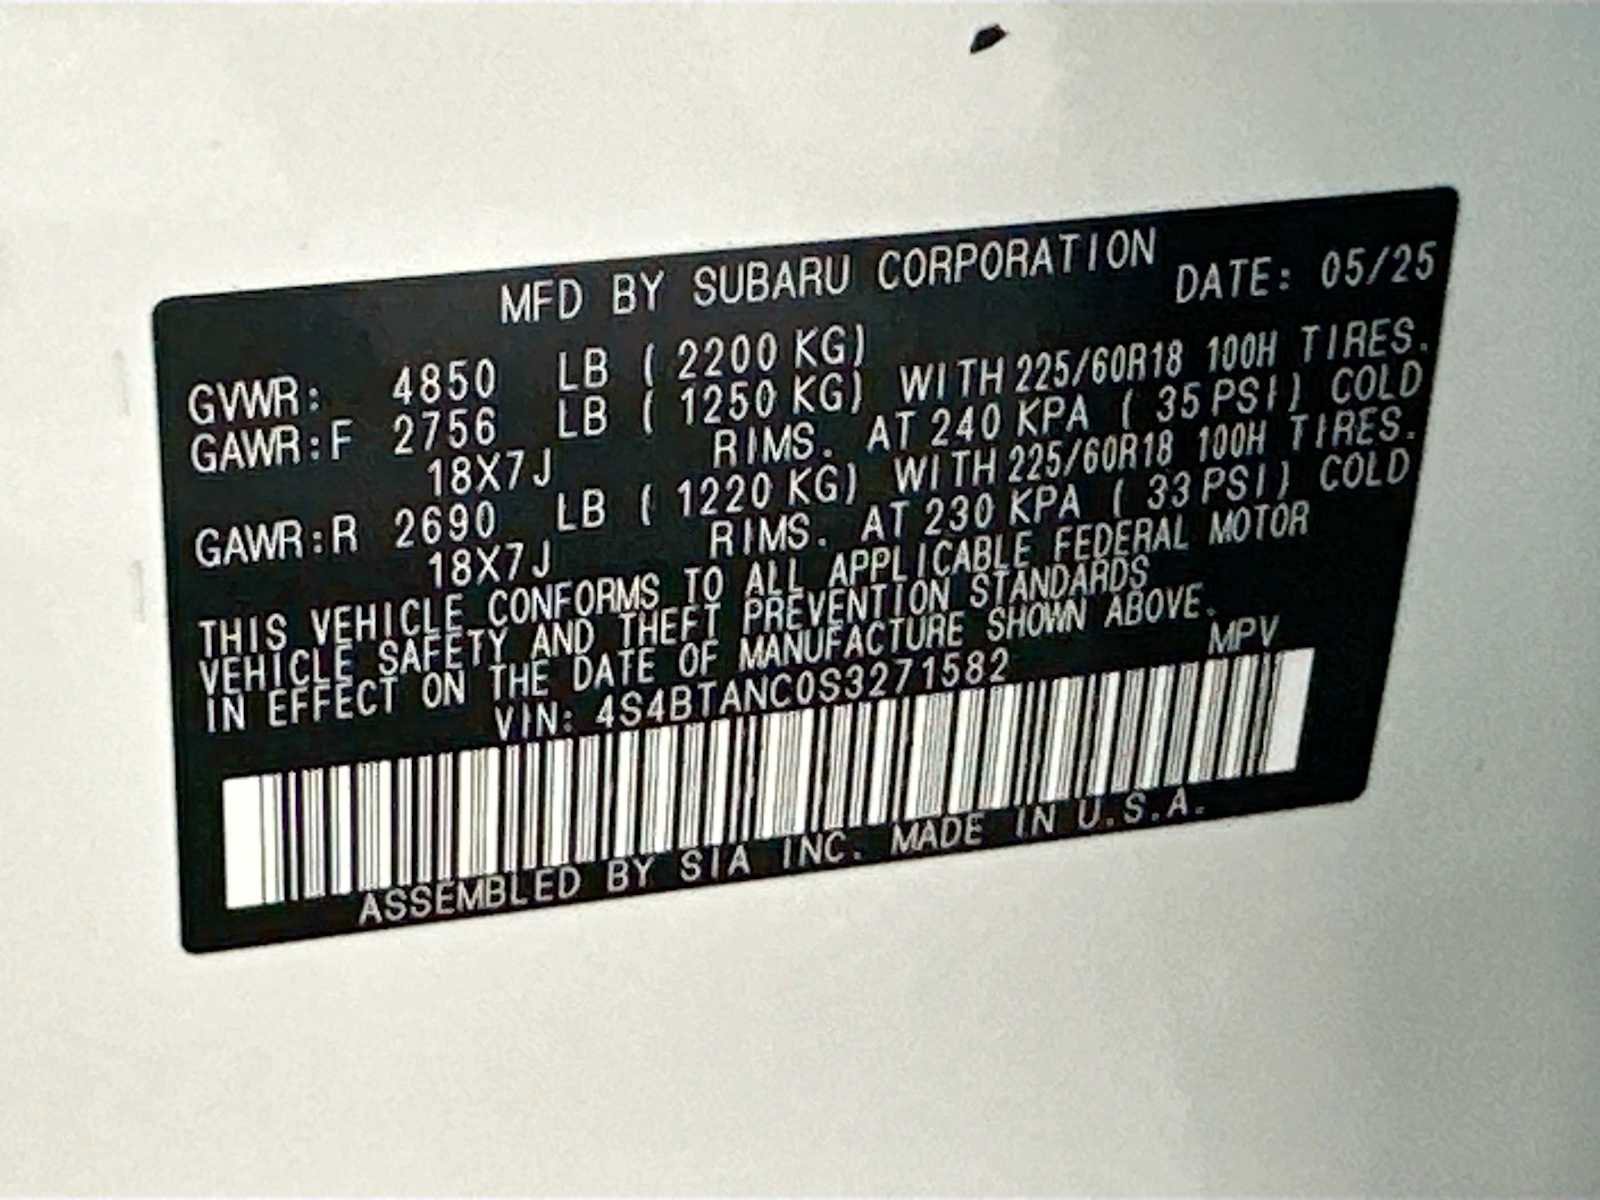 MFD BY SUBARU CORPORATION DATE: 05/25
GVWR: 4850 LB ( 2200 KG)
GAWR:F 2756 LB ( 1250 KG) WITH 225/60R18 100H TIRES.
18X7J RIMS. AT 240 KPA ( 35 PSI) COLD
GAWR:R 2690 LB ( 1220 KG) WITH 225/60R18 100H TIRES.
18X7J RIMS. AT 230 KPA ( 33 PSI) COLD
THIS VEHICLE CONFORMS TO ALL APPLICABLE FEDERAL MOTOR
VEHICLE SAFETY AND THEFT PREVENTION STANDARDS
IN EFFECT ON THE DATE OF MANUFACTURE SHOWN ABOVE.
VIN: 4S4BTANC0S3271582 MPV
ASSEMBLED BY SIA INC. MADE IN U.S.A.